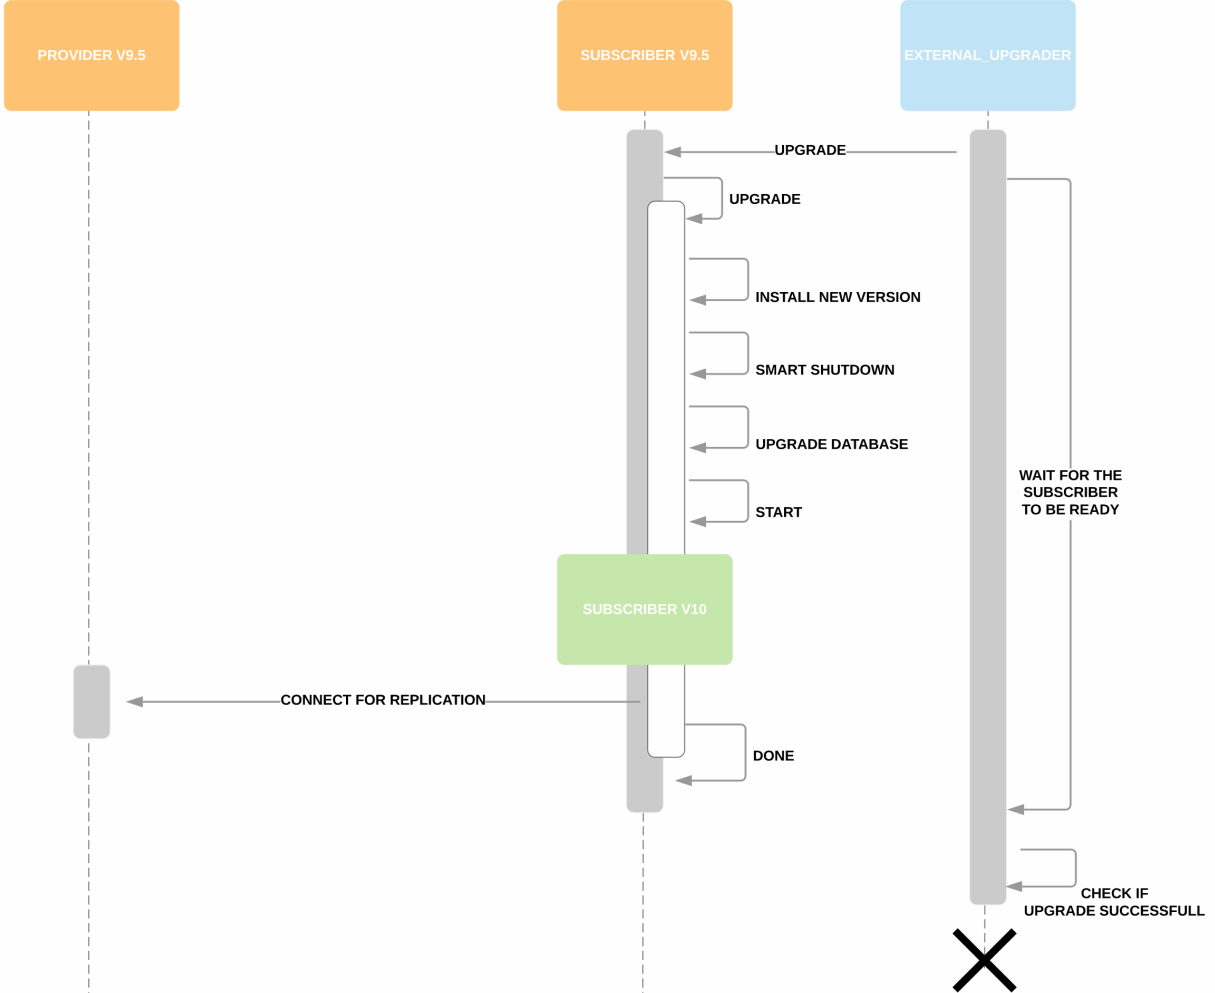 PROVIDER V9.5
SUBSCRIBER V9.5
EXTERNAL_UPGRADER
UPGRADE
UPGRADE
INSTALL NEW VERSION
SMART SHUTDOWN
UPGRADE DATABASE
WAIT FOR THE
SUBSCRIBER
TO BE READY
START
SUBSCRIBER V10
CONNECT FOR REPLICATION
DONE
CHECK IF
UPGRADE SUCCESSFULL